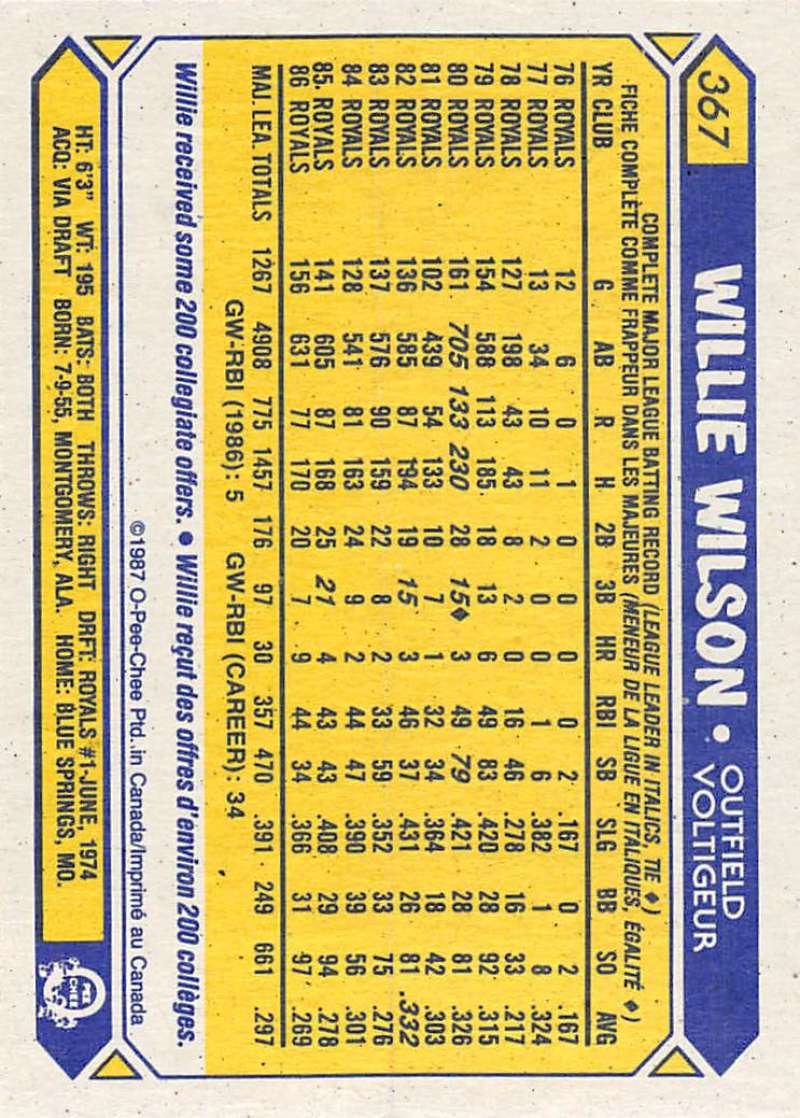 367
WILLIE WILSON • OUTFIELD
VOLTIGEUR
COMPLETE MAJOR LEAGUE BATTING RECORD (LEAGUE LEADER IN ITALICS, TIE ♦)
FICHE COMPLÈTE COMME FRAPPEUR DANS LES MAJEURES (MENEUR DE LA LIGUE EN ITALIQUES, ÉGALITÉ ♦)
YR CLUB G AB R H 2B 3B HR RBI SB SLG BB SO AVG
76 ROYALS 12 6 0 1 0 0 0 0 2 .167 0 2 .167
77 ROYALS 13 34 10 11 2 0 0 1 6 .382 1 8 .324
78 ROYALS 127 198 43 43 8 2 0 16 46 .278 16 33 .217
79 ROYALS 154 588 113 185 18 13 6 49 83 .420 28 92 .315
80 ROYALS 161 705 133 230 28 15♦ 3 49 79 .421 28 81 .326
81 ROYALS 102 439 54 133 10 7 1 32 34 .364 18 42 .303
82 ROYALS 136 585 87 194 19 15 3 46 37 .431 26 81 .332
83 ROYALS 137 576 90 159 22 8 2 33 59 .352 33 75 .276
84 ROYALS 128 541 81 163 24 9 2 44 47 .390 39 56 .301
85 ROYALS 141 605 87 168 25 21 4 43 43 .408 29 94 .278
86 ROYALS 156 631 77 170 20 7 9 44 34 .366 31 97 .269
MAJ. LEA. TOTALS 1267 4908 775 1457 176 97 30 357 470 .391 249 661 .297
GW-RBI (1986): 5 GW-RBI (CAREER): 34
Willie received some 200 collegiate offers. • Willie reçut des offres d'environ 200 collèges.
©1987 O-Pee-Chee Ptd. in Canada/Imprimé au Canada
HT: 6'3" WT: 195 BATS: BOTH THROWS: RIGHT DRFT: ROYALS #1-JUNE, 1974
ACQ: VIA DRAFT BORN: 7-9-55, MONTGOMERY, ALA. HOME: BLUE SPRINGS, MO.
O-PEE-CHEE